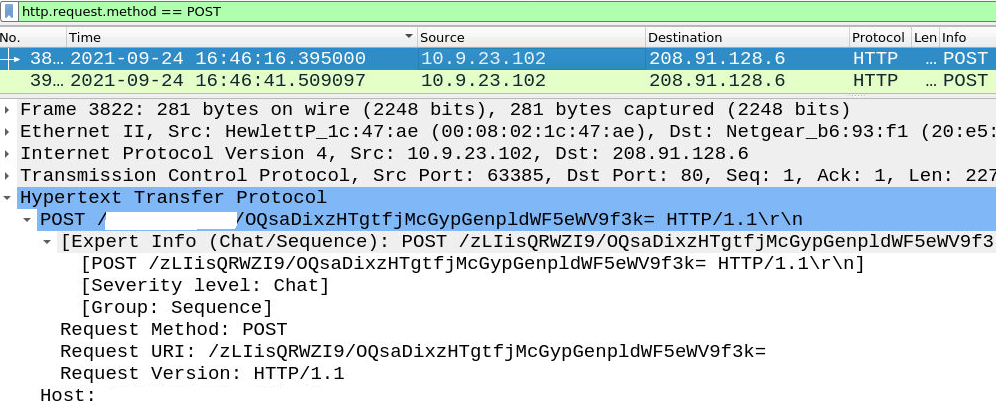 http.request.method == POST
No. Time Source Destination Protocol Len Info
38… 2021-09-24 16:46:16.395000 10.9.23.102 208.91.128.6 HTTP … POST
39… 2021-09-24 16:46:41.509097 10.9.23.102 208.91.128.6 HTTP … POST
Frame 3822: 281 bytes on wire (2248 bits), 281 bytes captured (2248 bits)
Ethernet II, Src: HewlettP_1c:47:ae (00:08:02:1c:47:ae), Dst: Netgear_b6:93:f1 (20:e5:
Internet Protocol Version 4, Src: 10.9.23.102, Dst: 208.91.128.6
Transmission Control Protocol, Src Port: 63385, Dst Port: 80, Seq: 1, Ack: 1, Len: 227
Hypertext Transfer Protocol
POST / /OQsaDixzHTgtfjMcGypGenpldWF5eWV9f3k= HTTP/1.1\r\n
[Expert Info (Chat/Sequence): POST /zLIisQRWZI9/OQsaDixzHTgtfjMcGypGenpldWF5eWV9f3
[POST /zLIisQRWZI9/OQsaDixzHTgtfjMcGypGenpldWF5eWV9f3k= HTTP/1.1\r\n]
[Severity level: Chat]
[Group: Sequence]
Request Method: POST
Request URI: /zLIisQRWZI9/OQsaDixzHTgtfjMcGypGenpldWF5eWV9f3k=
Request Version: HTTP/1.1
Host: